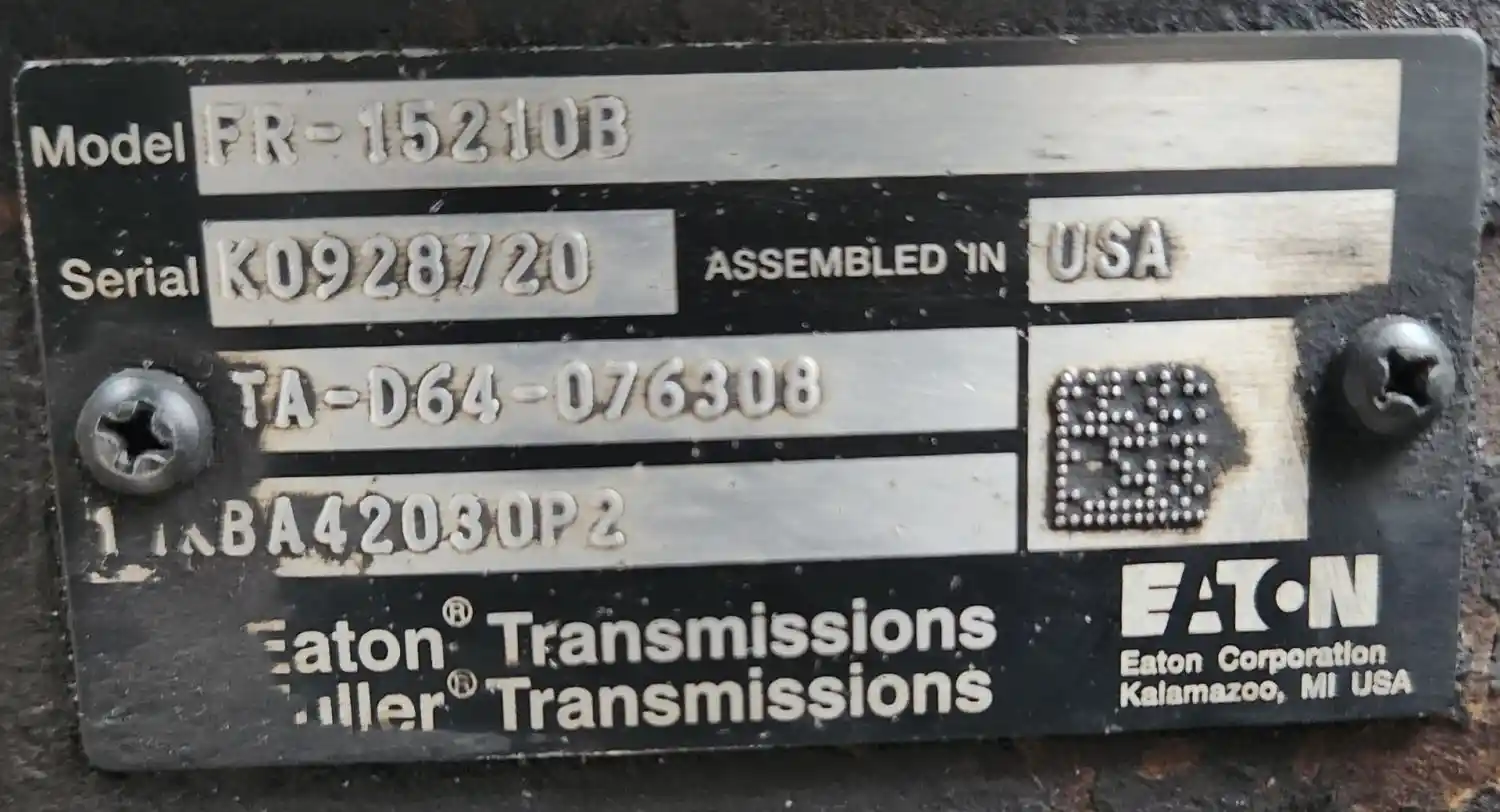 Model FR-15210B
Serial K0928720 ASSEMBLED IN USA
TA-D64-076308
BA42030P2
Eaton® Transmissions
Fuller® Transmissions
EATON
Eaton Corporation
Kalamazoo, MI USA